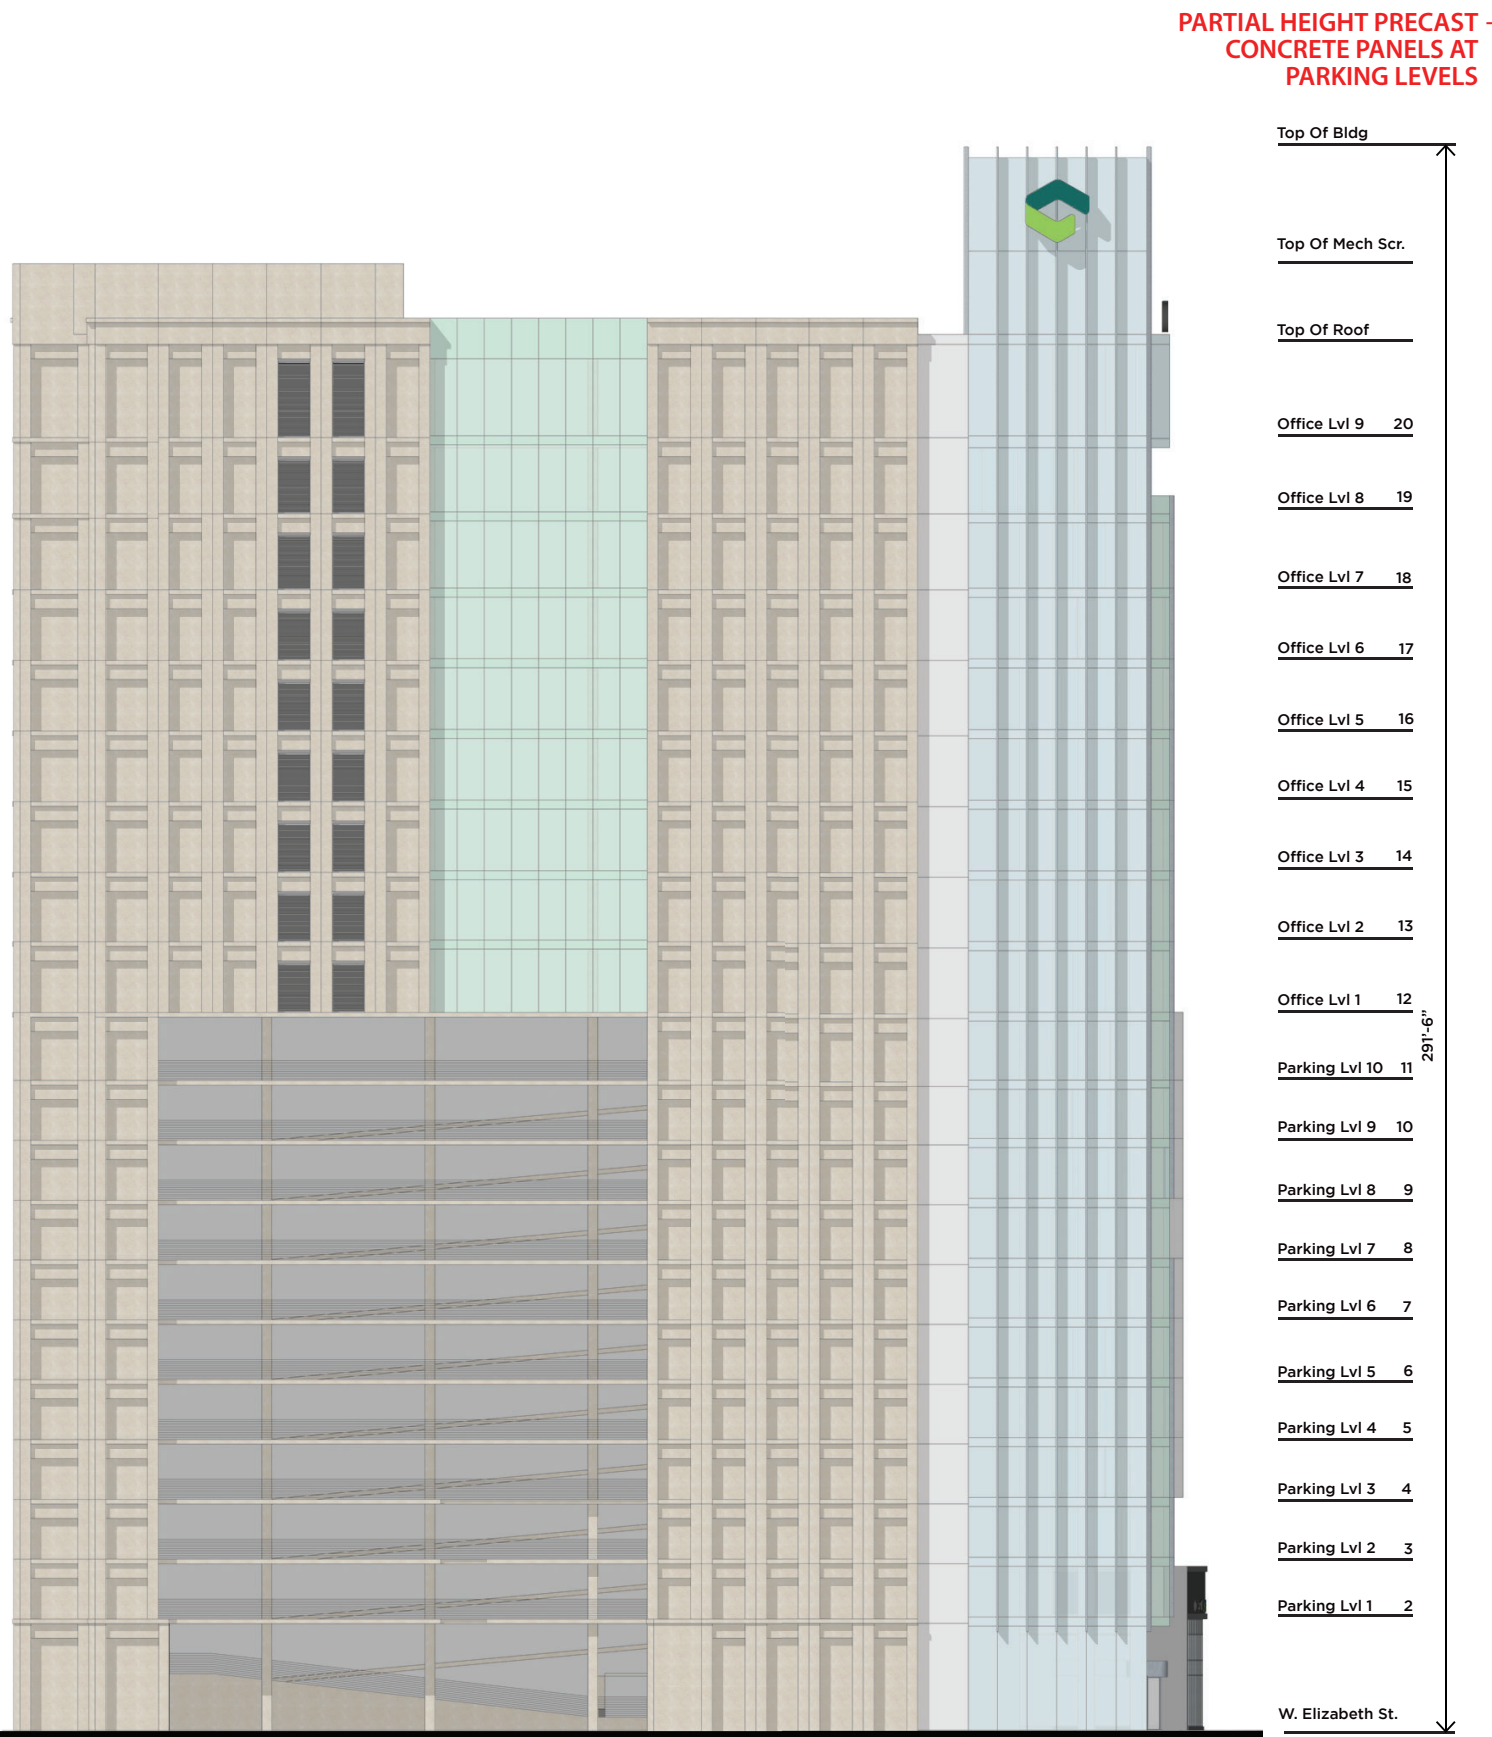 PARTIAL HEIGHT PRECAST
CONCRETE PANELS AT
PARKING LEVELS
Top Of Bldg
Top Of Mech Scr.
Top Of Roof
Office Lvl 9 20
Office Lvl 8 19
Office Lvl 7 18
Office Lvl 6 17
Office Lvl 5 16
Office Lvl 4 15
Office Lvl 3 14
Office Lvl 2 13
Office Lvl 1 12
291'-6"
Parking Lvl 10 11
Parking Lvl 9 10
Parking Lvl 8 9
Parking Lvl 7 8
Parking Lvl 6 7
Parking Lvl 5 6
Parking Lvl 4 5
Parking Lvl 3 4
Parking Lvl 2 3
Parking Lvl 1 2
W. Elizabeth St.